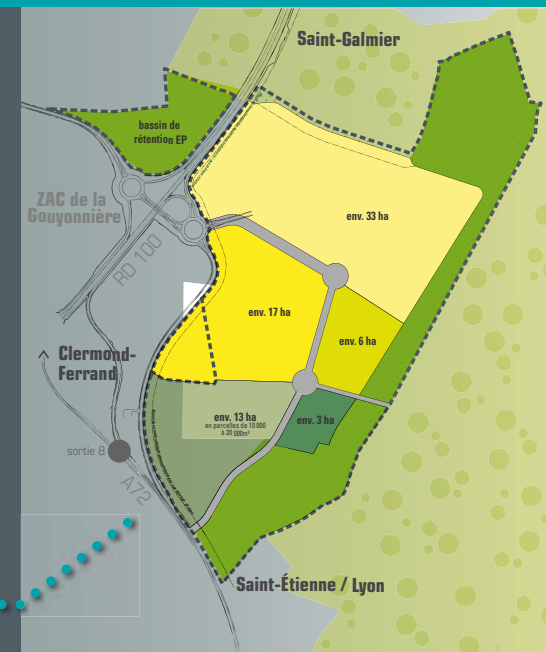 Saint-Galmier
bassin de
rétention EP
ZAC de la
Gouyonnière
env. 33 ha
RD 100
env. 17 ha
env. 6 ha
Clermond-
Ferrand
env. 13 ha
en parcelles de 10 000
à 20 000m²
env. 3 ha
sortie 8
A72
Saint-Étienne / Lyon